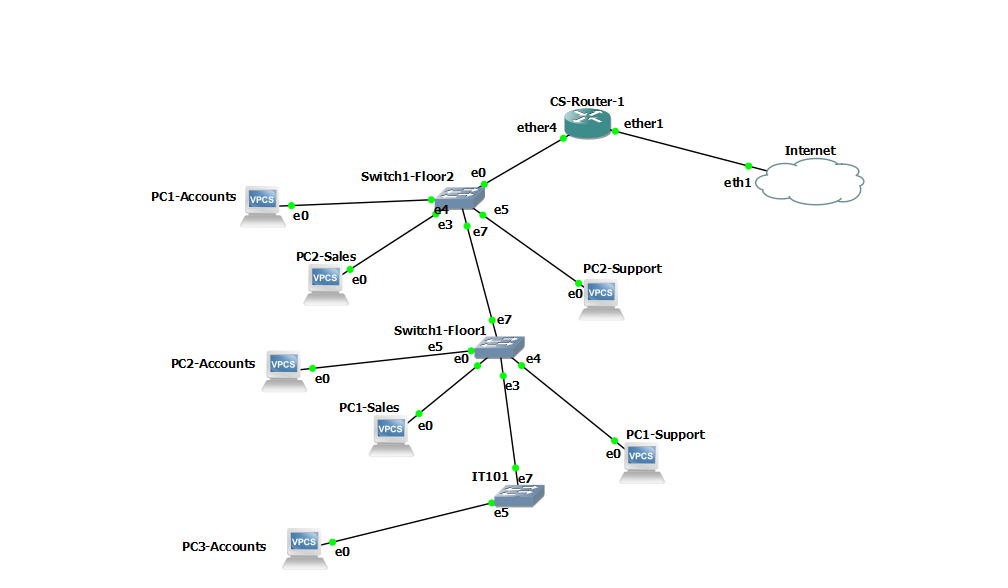 CS-Router-1
ether4
ether1
Internet
eth1
e0
Switch1-Floor2
PC1-Accounts
VPCS
e0
e4
e3
e5
e7
PC2-Sales
VPCS
e0
PC2-Support
e0
VPCS
e7
Switch1-Floor1
e5
e0
e4
e3
PC2-Accounts
VPCS
e0
PC1-Sales
VPCS
e0
PC1-Support
e0
VPCS
IT101
e7
e5
PC3-Accounts
VPCS
e0